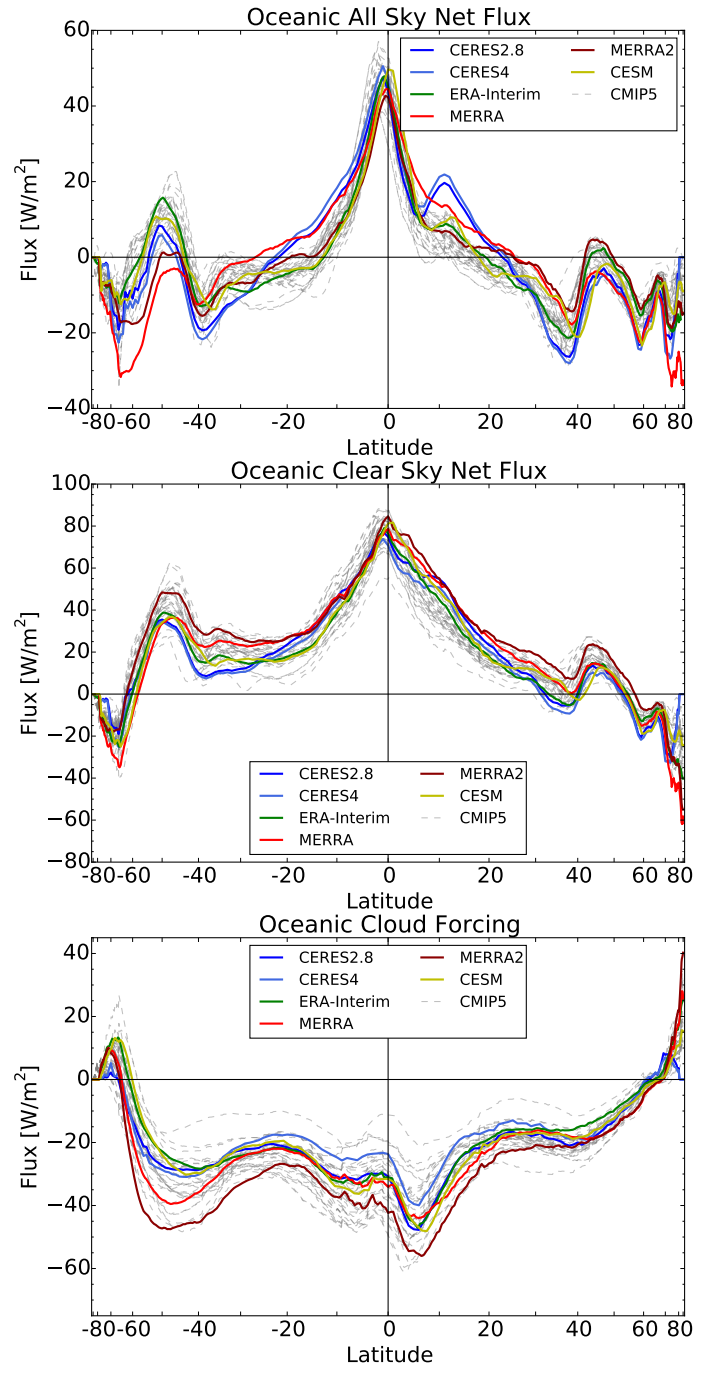 Oceanic All Sky Net Flux
60
40
20
0
−20
−40
Flux [W/m²]
CERES2.8 MERRA2
CERES4 CESM
ERA-Interim CMIP5
MERRA
-80 -60 -40 -20 0 20 40 60 80
Latitude
Oceanic Clear Sky Net Flux
100
80
60
40
20
0
−20
−40
−60
−80
Flux [W/m²]
CERES2.8 MERRA2
CERES4 CESM
ERA-Interim CMIP5
MERRA
-80 -60 -40 -20 0 20 40 60 80
Latitude
Oceanic Cloud Forcing
40
20
0
−20
−40
−60
Flux [W/m²]
CERES2.8 MERRA2
CERES4 CESM
ERA-Interim CMIP5
MERRA
-80 -60 -40 -20 0 20 40 60 80
Latitude